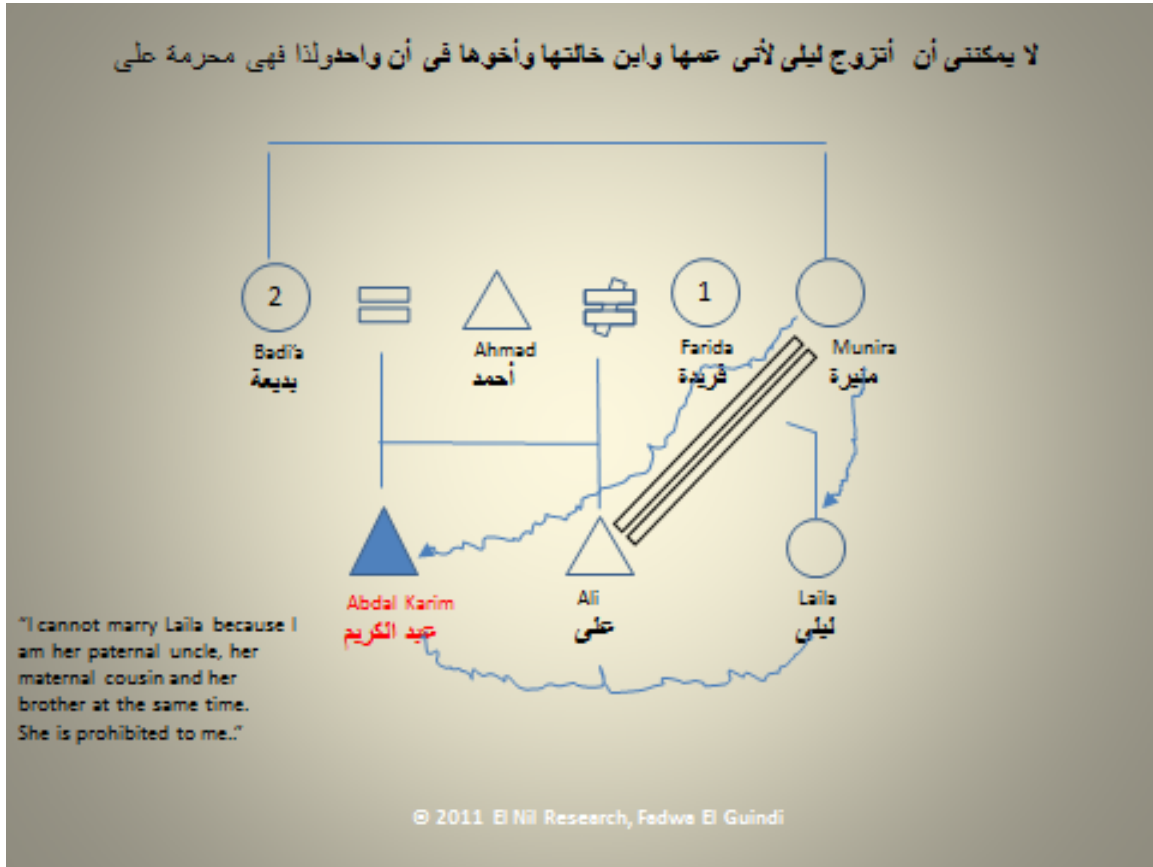 لا يمكننى أن أتزوج ليلى لأنى عمها وابن خالتها وأخوها فى أن واحدولذا فهى محرمة على
2
1
Badi'a
Ahmad
Farida
Munira
بديعة
أحمد
فريدة
منيرة
Abdal Karim
Ali
Laila
عبد الكريم
على
ليلى
"I cannot marry Laila because I
am her paternal uncle, her
maternal cousin and her
brother at the same time.
She is prohibited to me.."
© 2011 El Nil Research, Fadwa El Guindi